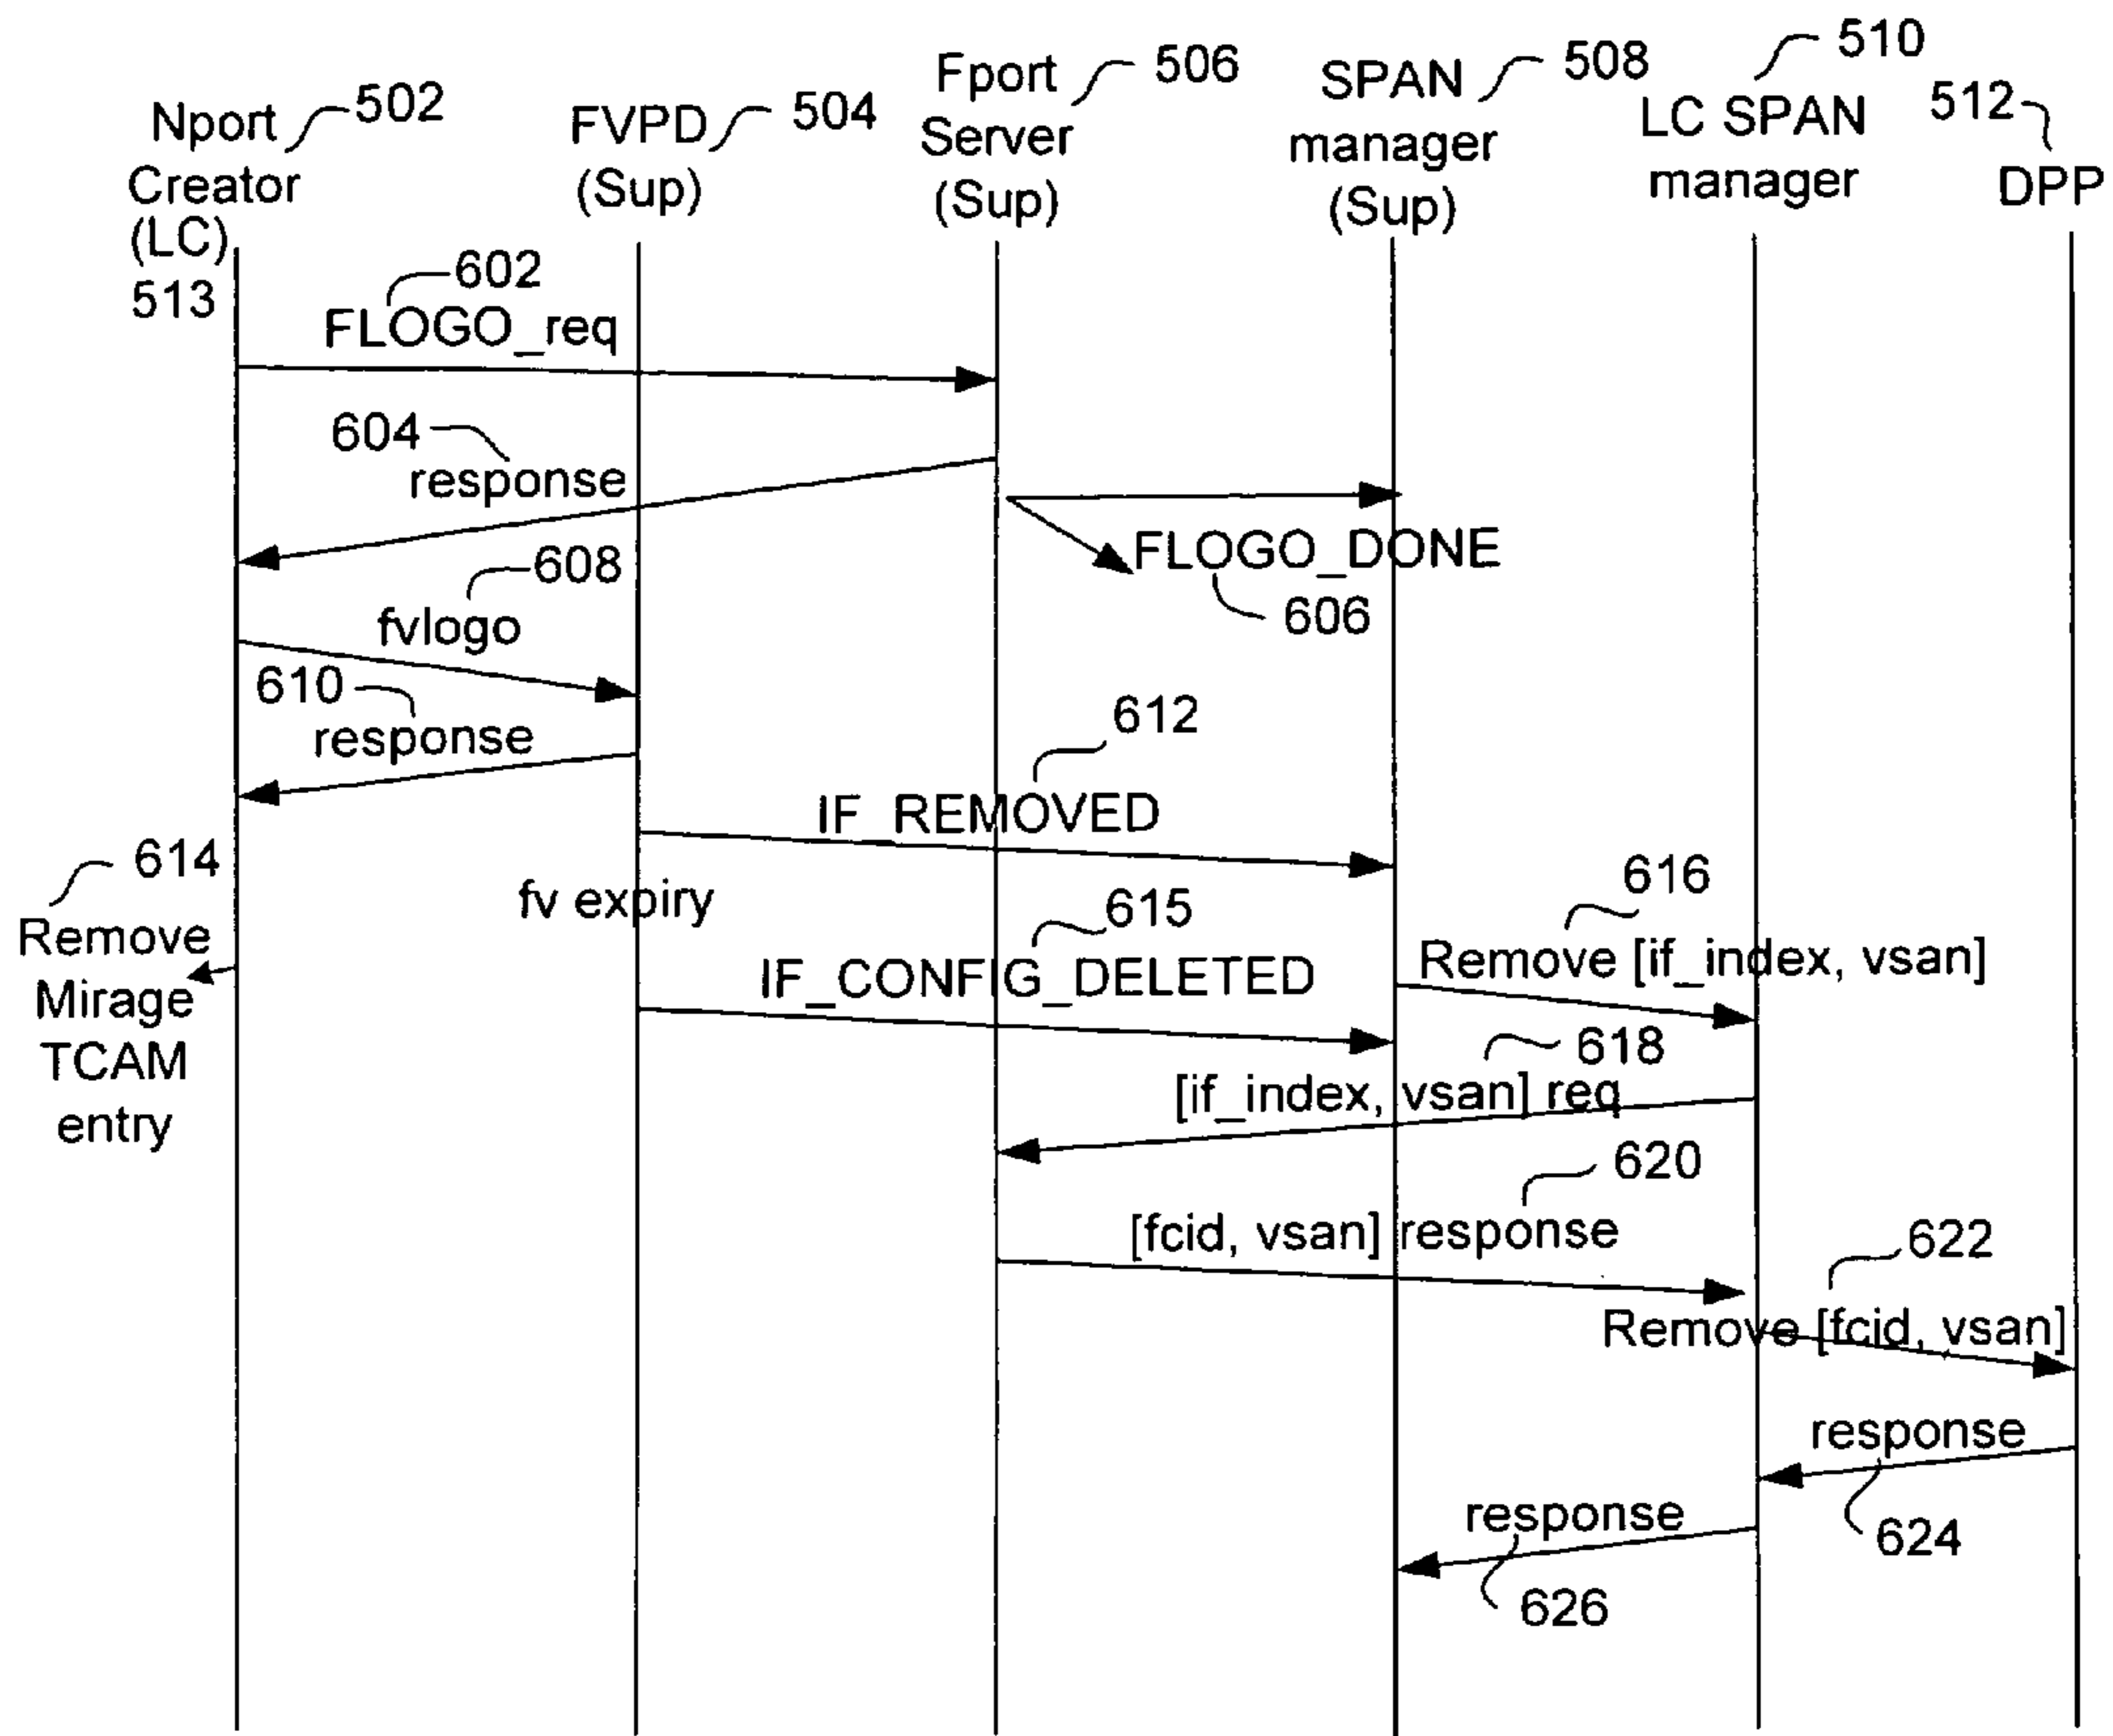 Nport
Creator
(LC)
513
502
FVPD
(Sup)
504
Fport
Server
(Sup)
506
SPAN
manager
(Sup)
508
510
LC SPAN
manager
512
DPP
602
FLOGO_req
604
response
FLOGO_DONE
606
608
fvlogo
610
response
612
IF_REMOVED
614
Remove
Mirage
TCAM
entry
fv expiry
615
IF_CONFIG_DELETED
616
Remove [if_index, vsan]
618
[if_index, vsan] req
620
[fcid, vsan] response
622
Remove [fcid, vsan]
response
624
response
626